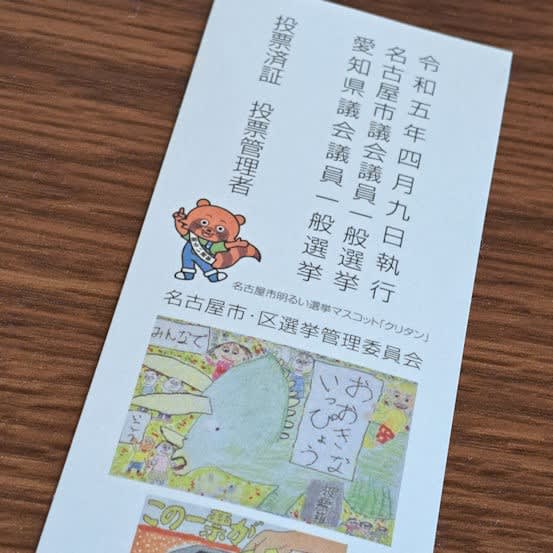 令和五年四月九日執行
名古屋市議会議員一般選挙
愛知県議会議員一般選挙
投票済証 投票管理者
名古屋市明るい選挙マスコット「クリタン」
名古屋市・区選挙管理委員会
みんなで
おおきな
いっぴょう
この一票が